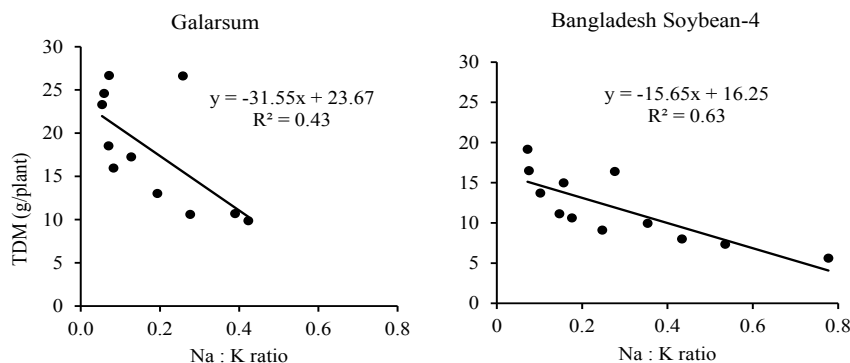 Galarsum
30
25
20
15
10
5
0
TDM (g/plant)
y = -31.55x + 23.67
R² = 0.43
0.0 0.2 0.4 0.6 0.8
Na : K ratio
Bangladesh Soybean-4
30
25
20
15
10
5
0
y = -15.65x + 16.25
R² = 0.63
0 0.2 0.4 0.6 0.8
Na : K ratio